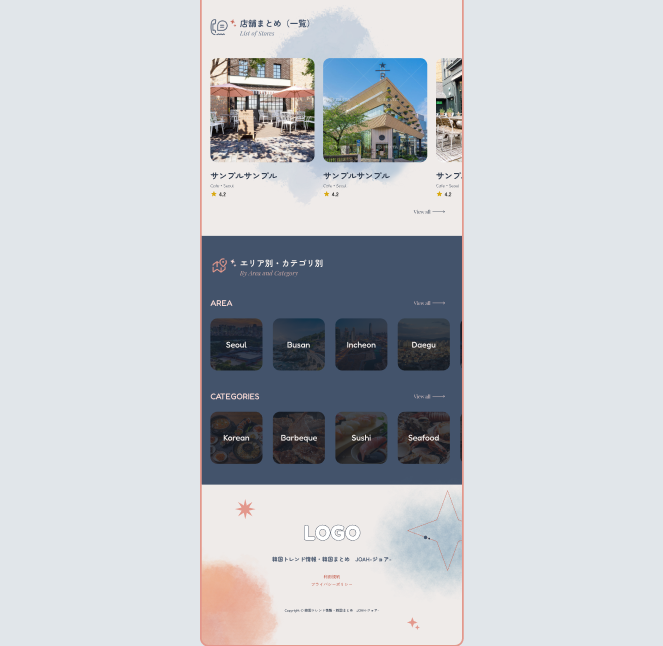 店舗まとめ（一覧）
List of Stores
サンプルサンプル
Cafe・Seoul
4.2
サンプルサンプル
Cafe・Seoul
4.2
サンプ
Cafe・Seoul
4.2
View all
エリア別・カテゴリ別
By Area and Category
AREA
View all
Seoul
Busan
Incheon
Daegu
CATEGORIES
View all
Korean
Barbeque
Sushi
Seafood
LOGO
韓国トレンド情報・韓国まとめ JOAH-ジョア-
利用規約
プライバシーポリシー
Copyright © 韓国トレンド情報・韓国まとめ JOAH-ジョア-